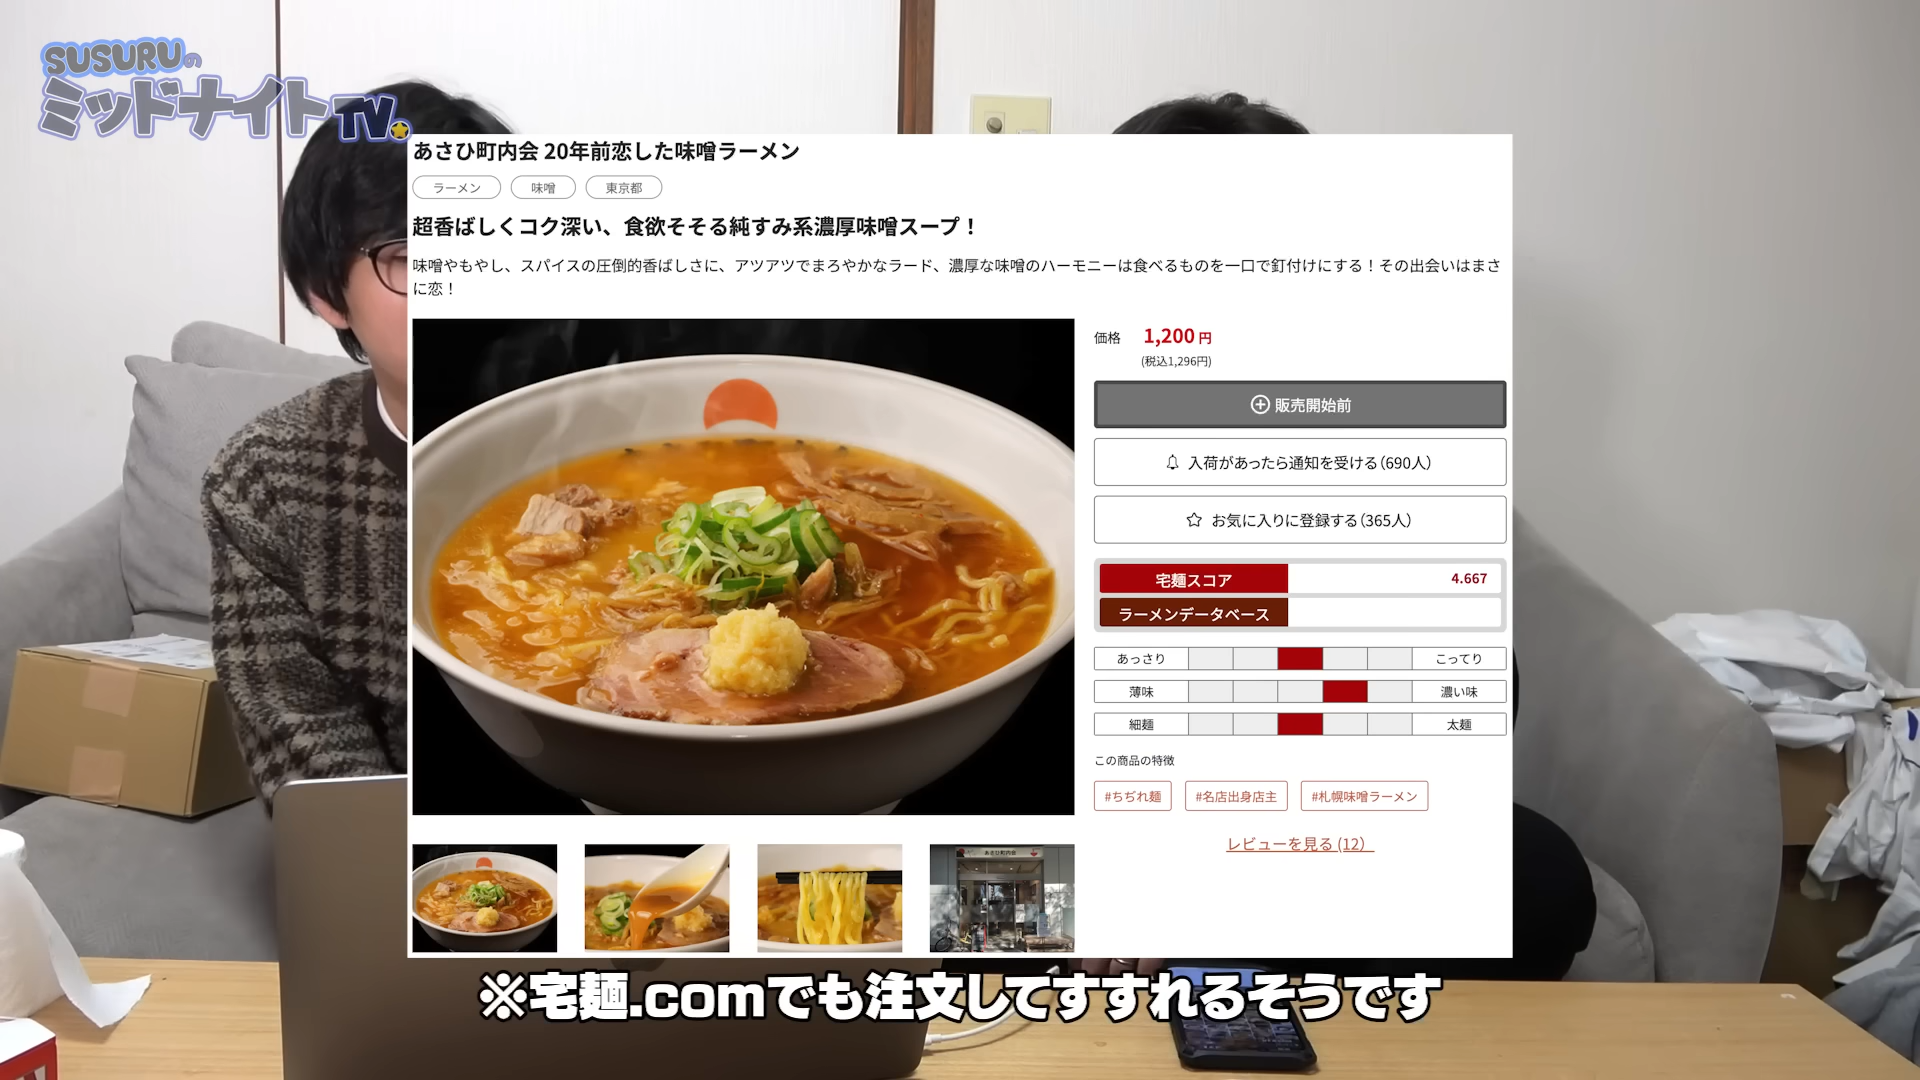 SUSURUの
ミッドナイトTV。
あさひ町内会 20年前恋した味噌ラーメン
ラーメン
味噌
東京都
超香ばしくコク深い、食欲そそる純すみ系濃厚味噌スープ！
味噌やもやし、スパイスの圧倒的香ばしさに、アツアツでまろやかなラード、濃厚な味噌のハーモニーは食べるものを一口で釘付けにする！その出会いはまさ
に恋！
価格 1,200 円
(税込1,296円)
販売開始前
入荷があったら通知を受ける(690人)
お気に入りに登録する(365人)
宅麺スコア 4.667
ラーメンデータベース
あっさり こってり
薄味 濃い味
細麺 太麺
この商品の特徴
#ちぢれ麺 #名店出身店主 #札幌味噌ラーメン
レビューを見る (12)
あさひ町内会
※宅麺.comでも注文してすすれるそうです